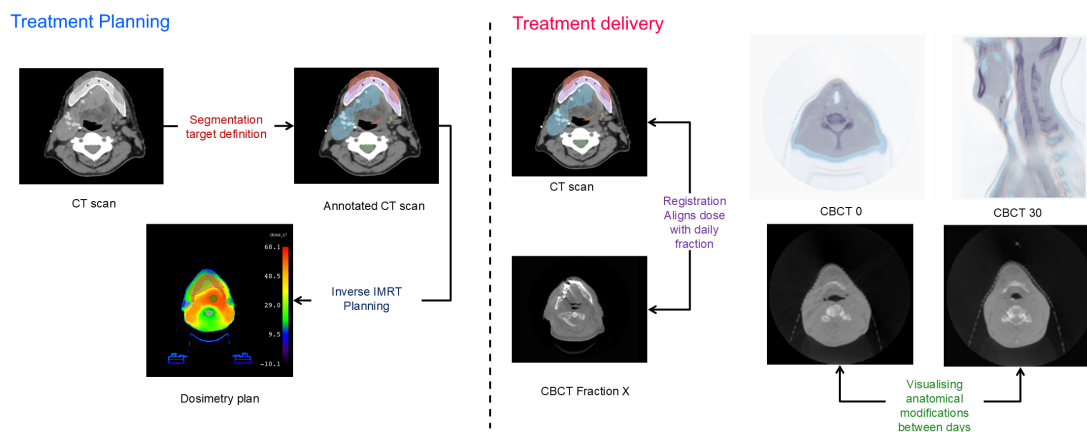 Treatment Planning
Treatment delivery
Segmentation
target definition
CT scan
Annotated CT scan
dose_ct
68.1
48.5
29.0
9.5
-10.1
Inverse IMRT
Planning
Dosimetry plan
CT scan
Registration
Aligns dose
with daily
fraction
CBCT Fraction X
CBCT 0
CBCT 30
Visualising
anatomical
modifications
between days